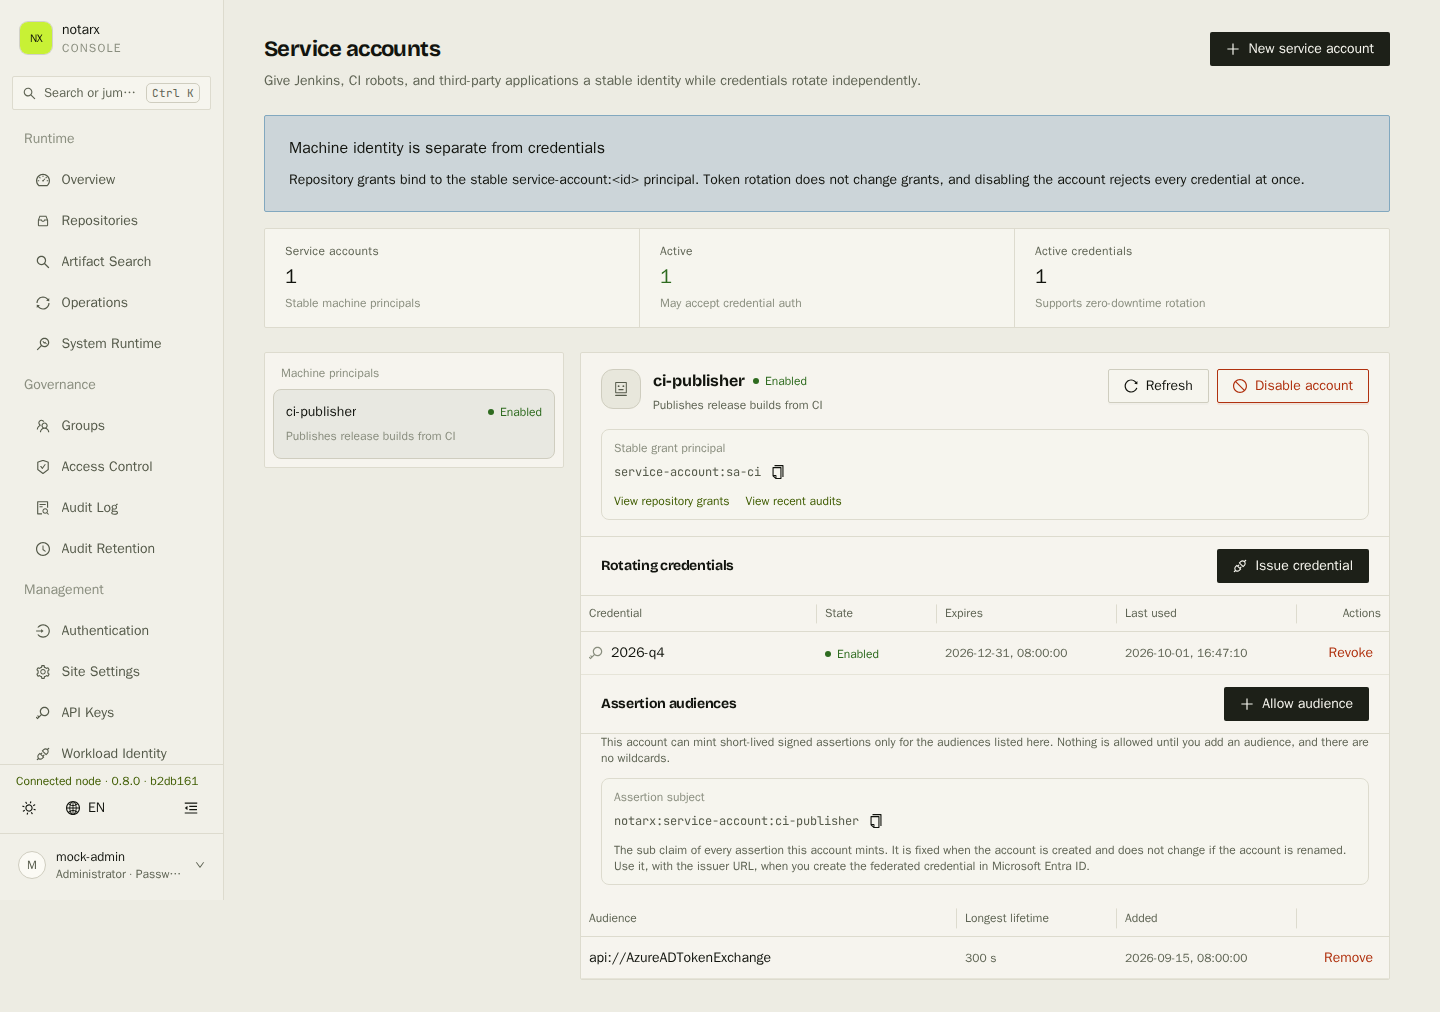 NX
notarx
CONSOLE
Search or jum···
Ctrl K
Runtime
Overview
Repositories
Artifact Search
Operations
System Runtime
Governance
Groups
Access Control
Audit Log
Audit Retention
Management
Authentication
Site Settings
API Keys
Workload Identity
Connected node · 0.8.0 · b2db161
EN
M
mock-admin
Administrator · Passw···
Service accounts
New service account
Give Jenkins, CI robots, and third-party applications a stable identity while credentials rotate independently.
Machine identity is separate from credentials
Repository grants bind to the stable service-account:<id> principal. Token rotation does not change grants, and disabling the account rejects every credential at once.
Service accounts
1
Stable machine principals
Active
1
May accept credential auth
Active credentials
1
Supports zero-downtime rotation
Machine principals
ci-publisher
Enabled
Publishes release builds from CI
ci-publisher
Enabled
Publishes release builds from CI
Refresh
Disable account
Stable grant principal
service-account:sa-ci
View repository grants
View recent audits
Rotating credentials
Issue credential
Credential
State
Expires
Last used
Actions
2026-q4
Enabled
2026-12-31, 08:00:00
2026-10-01, 16:47:10
Revoke
Assertion audiences
Allow audience
This account can mint short-lived signed assertions only for the audiences listed here. Nothing is allowed until you add an audience, and there are
no wildcards.
Assertion subject
notarx:service-account:ci-publisher
The sub claim of every assertion this account mints. It is fixed when the account is created and does not change if the account is renamed.
Use it, with the issuer URL, when you create the federated credential in Microsoft Entra ID.
Audience
Longest lifetime
Added
api://AzureADTokenExchange
300 s
2026-09-15, 08:00:00
Remove